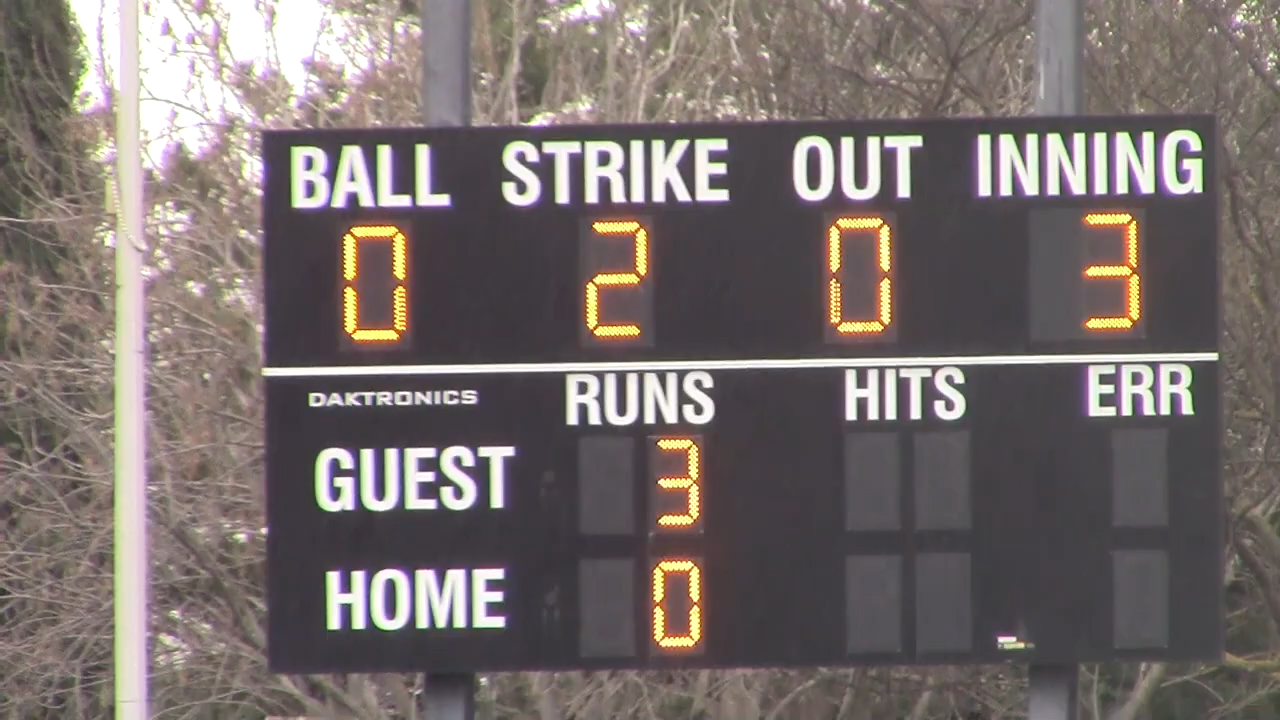 BALL STRIKE OUT INNING
0 2 0 3
DAKTRONICS RUNS HITS ERR
GUEST 3
HOME 0